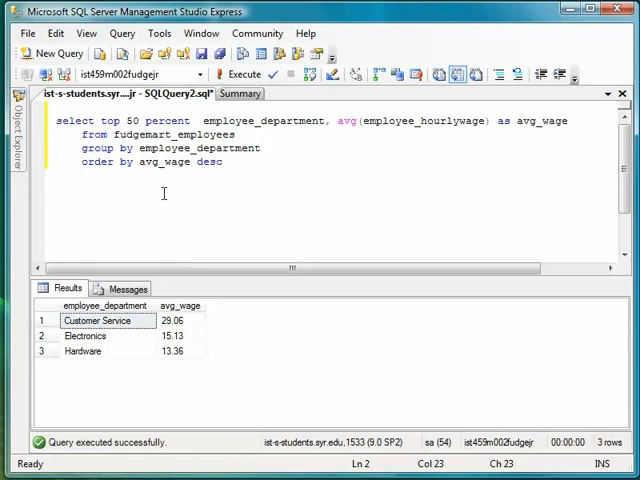 Microsoft SQL Server Management Studio Express
File Edit View Query Tools Window Community Help
New Query
ist459m002fudgejr Execute
ist-s-students.syr....jr - SQLQuery2.sql* Summary
Object Explorer
select top 50 percent employee_department, avg(employee_hourlywage) as avg_wage
from fudgemart_employees
group by employee_department
order by avg_wage desc
Results Messages
employee_department avg_wage
1 Customer Service 29.06
2 Electronics 15.13
3 Hardware 13.36
Query executed successfully. ist-s-students.syr.edu,1533 (9.0 SP2) sa (54) ist459m002fudgejr 00:00:00 3 rows
Ready Ln 2 Col 23 Ch 23 INS